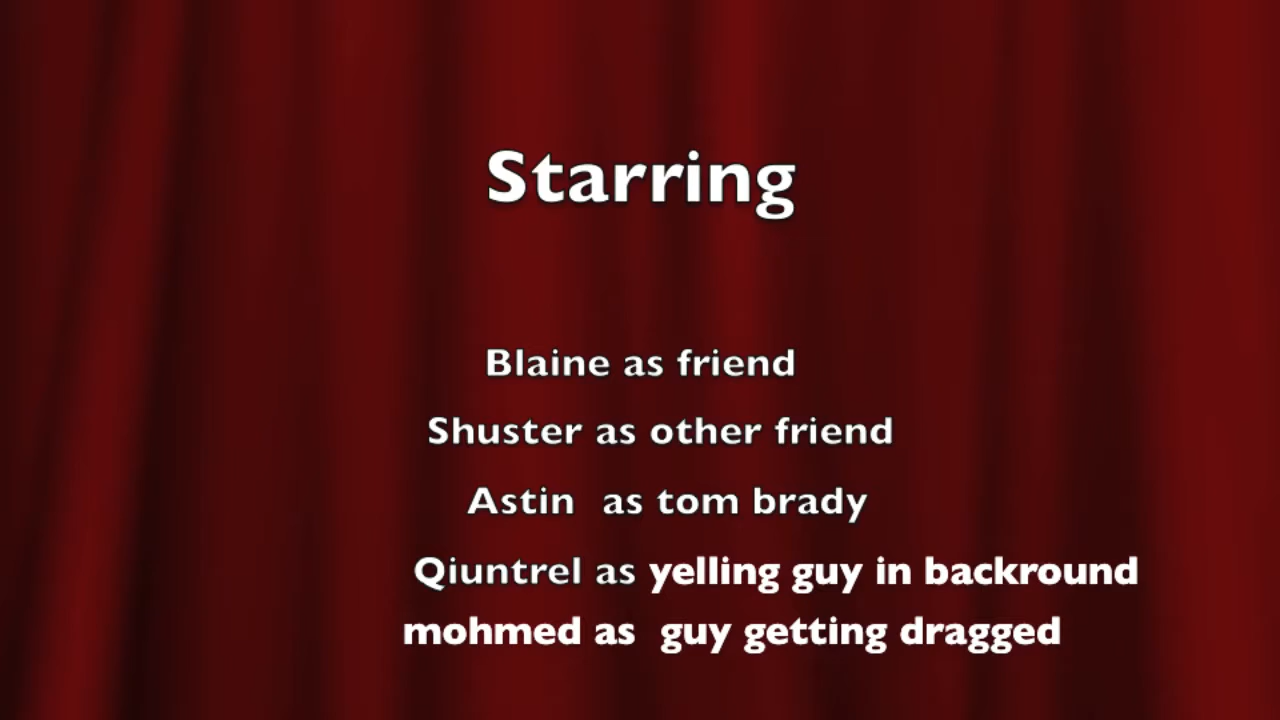 Starring
Blaine as friend
Shuster as other friend
Astin  as tom brady
Qiuntrel as yelling guy in backround
mohmed as  guy getting dragged